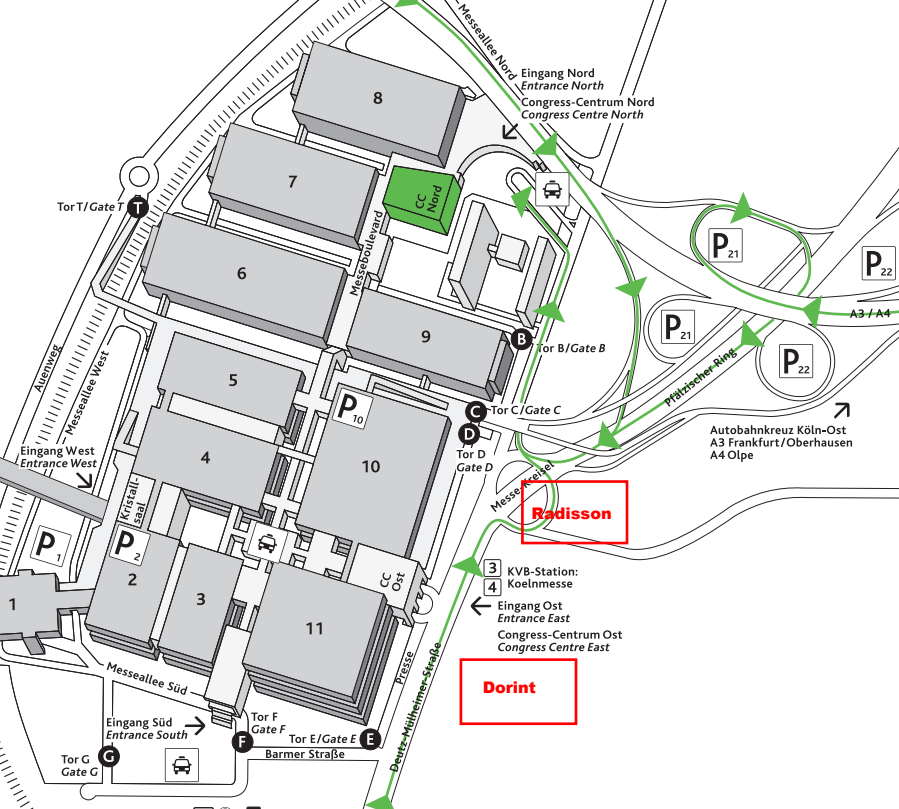 Messeallee Nord
Eingang Nord
Entrance North
Congress-Centrum Nord
Congress Centre North
8
7
CC
Nord
Tor T/Gate T
T
P21
P22
6
Messeboulevard
9
B
Tor B/Gate B
P21
P22
A3 / A4
Pfälzischer Ring
Auenweg
Messeallee West
5
P10
C
Tor C/Gate C
D
Tor D
Gate D
Autobahnkreuz Köln-Ost
A3 Frankfurt/Oberhausen
A4 Olpe
Eingang West
Entrance West
4
10
Kristall-
saal
Messe-Kreisel
Radisson
P1
P2
2
3
CC
Ost
3
4
KVB-Station:
Koelnmesse
1
11
Eingang Ost
Entrance East
Congress-Centrum Ost
Congress Centre East
Presse
Deutz-Mülheimer Straße
Dorint
Messeallee Süd
Eingang Süd
Entrance South
Tor F
Gate F
F
Tor E/Gate E
E
Barmer Straße
Tor G
Gate G
G